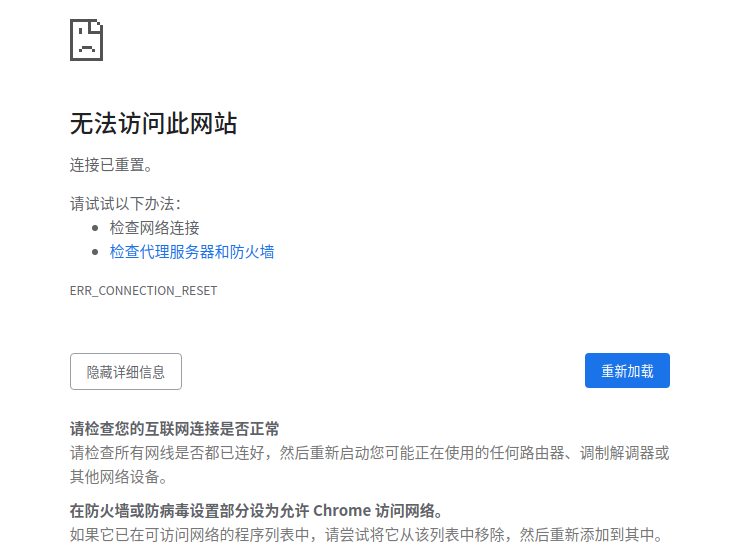 无法访问此网站
连接已重置。
请试试以下办法：
检查网络连接
检查代理服务器和防火墙
ERR_CONNECTION_RESET
隐藏详细信息
重新加载
请检查您的互联网连接是否正常
请检查所有网线是否都已连好，然后重新启动您可能正在使用的任何路由器、调制解调器或
其他网络设备。
在防火墙或防病毒设置部分设为允许 Chrome 访问网络。
如果它已在可访问网络的程序列表中，请尝试将它从该列表中移除，然后重新添加到其中。